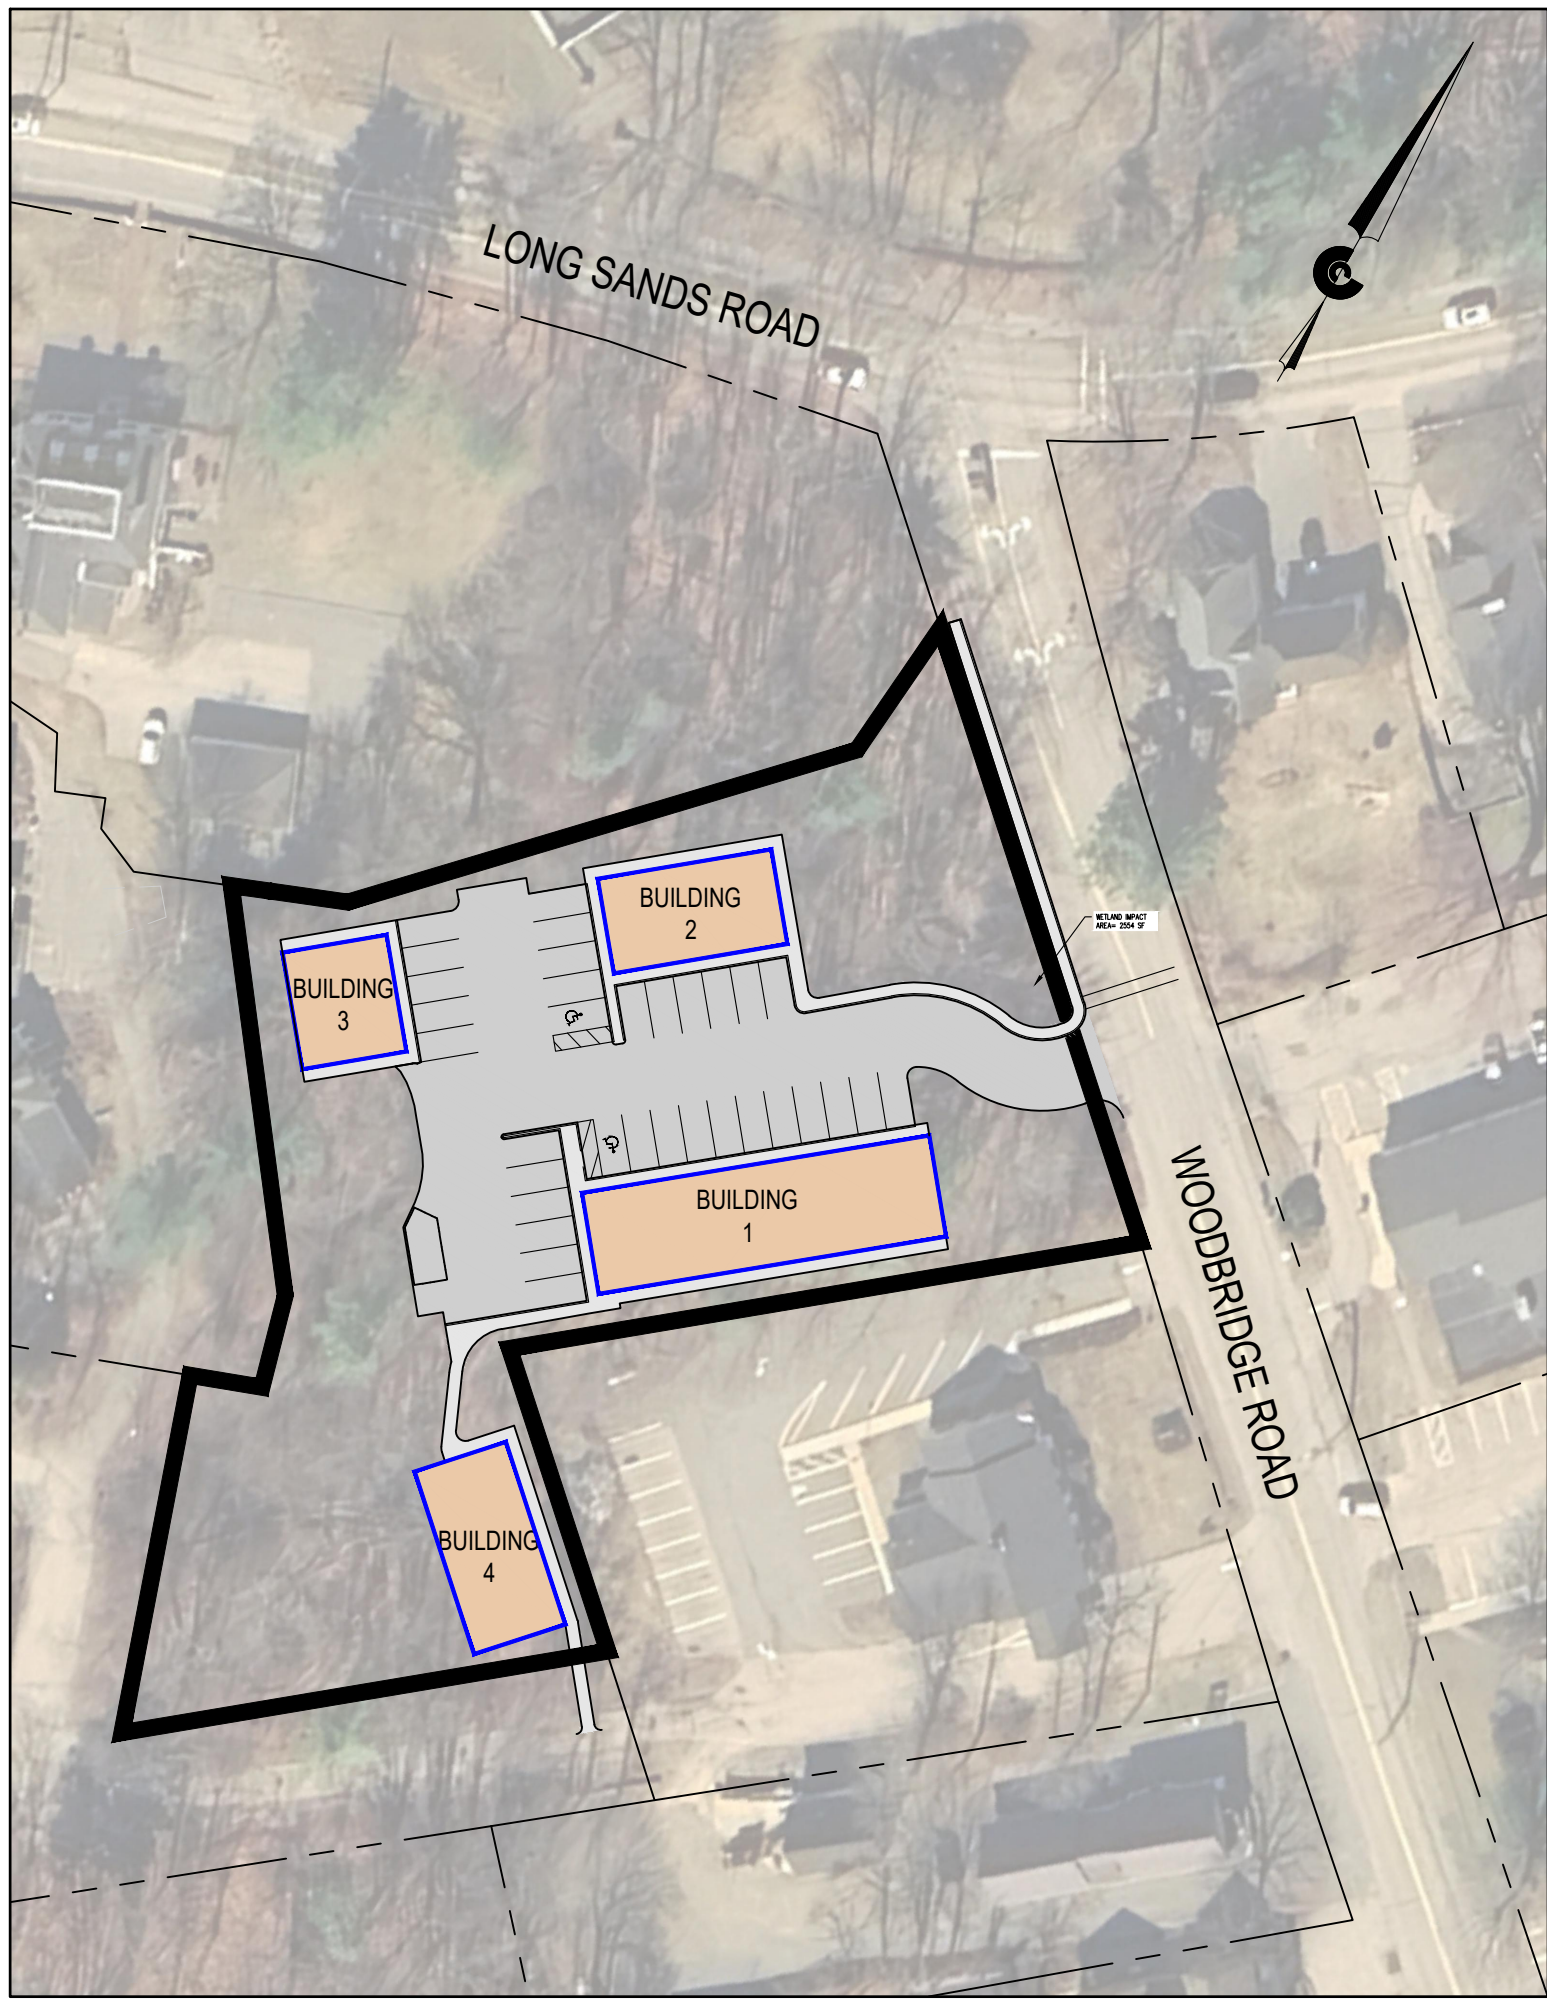 LONG SANDS ROAD
BUILDING
2
WETLAND IMPACT
AREA= 2554 SF
BUILDING
3
BUILDING
1
WOODBRIDGE ROAD
BUILDING
4